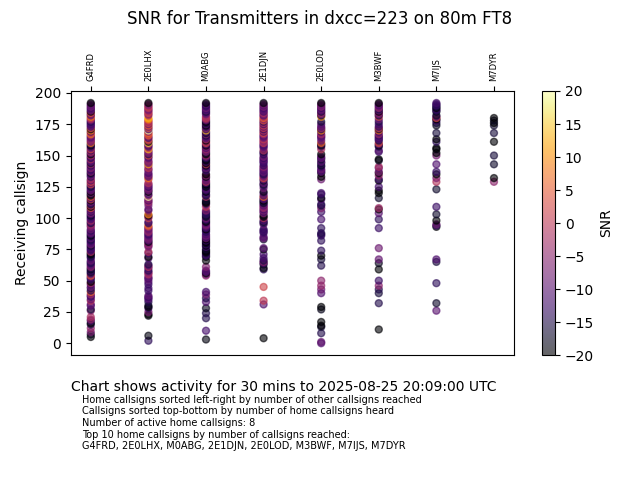 SNR for Transmitters in dxcc=223 on 80m FT8
G4FRD 2E0LHX M0ABG 2E1DJN 2E0LOD M3BWF M7IJS M7DYR
200
175
150
125
100
75
50
25
0
Receiving callsign
20
15
10
5
0
−5
−10
−15
−20
SNR
Chart shows activity for 30 mins to 2025-08-25 20:09:00 UTC
Home callsigns sorted left-right by number of other callsigns reached
Callsigns sorted top-bottom by number of home callsigns heard
Number of active home callsigns: 8
Top 10 home callsigns by number of callsigns reached:
G4FRD, 2E0LHX, M0ABG, 2E1DJN, 2E0LOD, M3BWF, M7IJS, M7DYR